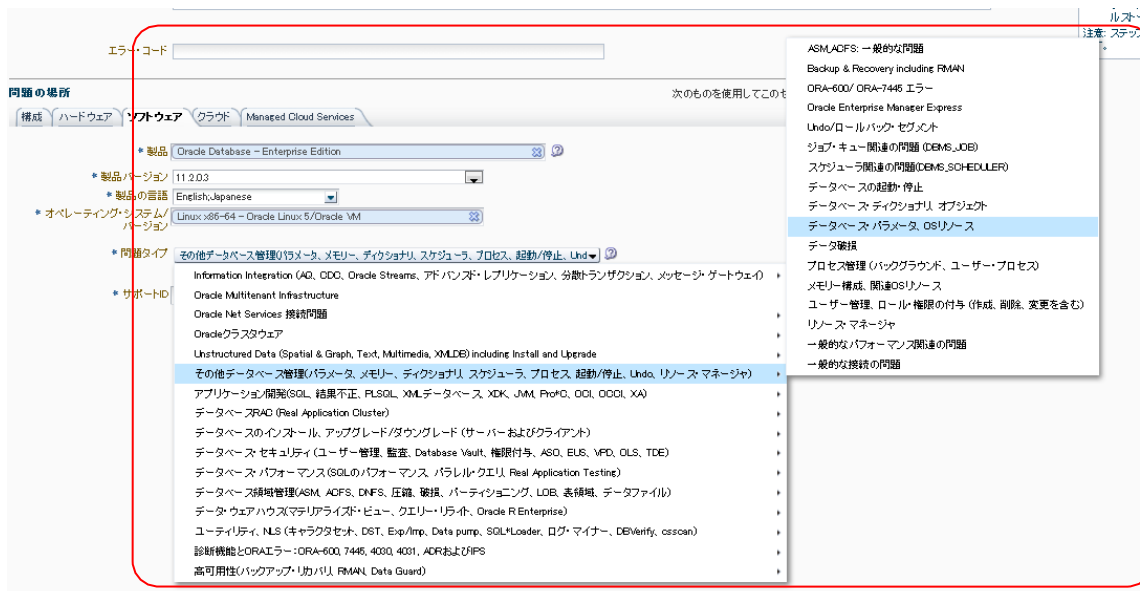 ルスト
注意: ステップ
エラー・コード
問題の場所
次のものを使用してこのセ
構成 ハードウェア ソフトウェア クラウド Managed Cloud Services
* 製品 Oracle Database - Enterprise Edition
* 製品バージョン 11.2.0.3
* 製品の言語 English;Japanese
* オペレーティング・システム/バージョン Linux x86-64 - Oracle Linux 5/Oracle VM
* 問題タイプ その他データベース管理(パラメータ、メモリー、ディクショナリ、スケジューラ、プロセス、起動/停止、Und
* サポートID
Information Integration (AQ, CDC, Oracle Streams, アドバンスド・レプリケーション、分散トランザクション、メッセージ・ゲートウェイ)
Oracle Multitenant Infrastructure
Oracle Net Services 接続問題
Oracleクラスタウェア
Unstructured Data (Spatial & Graph, Text, Multimedia, XMLDB) including Install and Upgrade
その他データベース管理(パラメータ、メモリー、ディクショナリ、スケジューラ、プロセス、起動/停止、Undo、リソース・マネージャ)
アプリケーション開発(SQL, 結果不正, PLSQL, XMLデータベース, XDK, JVM, Pro*C, OCI, OCCI, XA)
データベースRAC (Real Application Cluster)
データベースのインストール、アップグレード/ダウングレード (サーバーおよびクライアント)
データベース・セキュリティ (ユーザー管理、監査、Database Vault、権限付与、ASO, EUS, VPD, OLS, TDE)
データベース・パフォーマンス (SQLのパフォーマンス、パラレル・クエリ, Real Application Testing)
データベース領域管理(ASM, ACFS, DNFS, 圧縮、破損、パーティショニング、LOB, 表領域、データファイル)
データ・ウェアハウス(マテリアライズド・ビュー、クエリー・リライト、Oracle R Enterprise)
ユーティリティ、NLS (キャラクタセット、DST, Exp/Imp, Data pump, SQL*Loader, ログ・マイナー、DBVerify, csscan)
診断機能とORAエラー：ORA-600, 7445, 4030, 4031, ADRおよびIPS
高可用性(バックアップ・リカバリ, RMAN, Data Guard)
ASM,ACFS: 一般的な問題
Backup & Recovery including RMAN
ORA-600/ ORA-7445 エラー
Oracle Enterprise Manager Express
Undo/ロールバック・セグメント
ジョブ・キュー関連の問題 (DBMS_JOB)
スケジューラ関連の問題(DBMS_SCHEDULER)
データベースの起動・停止
データベース・ディクショナリ、オブジェクト
データベース・パラメータ、OSリソース
データ破損
プロセス管理 (バックグラウンド、ユーザー・プロセス)
メモリー構成、関連OSリソース
ユーザー管理、ロール・権限の付与 (作成、削除、変更を含む)
リソース・マネージャ
一般的なパフォーマンス関連の問題
一般的な接続の問題